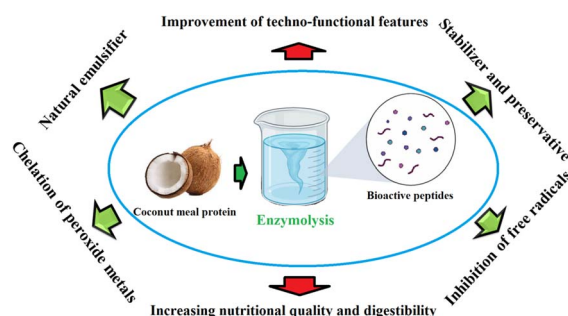 Improvement of techno-functional features
Natural emulsifier
Stabilizer and preservative
Coconut meal protein
Enzymolysis
Bioactive peptides
Chelation of peroxide metals
Inhibition of free radicals
Increasing nutritional quality and digestibility